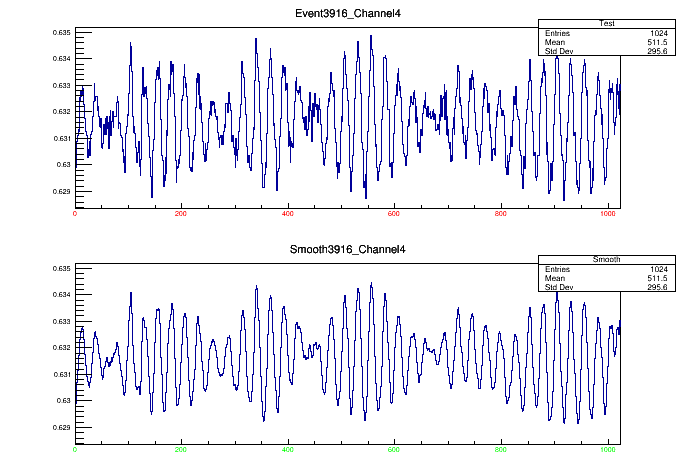 Event3916_Channel4
Test
Entries 1024
Mean 511.5
Std Dev 295.6
0.635
0.634
0.633
0.632
0.631
0.63
0.629
0 200 400 600 800 1000
Smooth3916_Channel4
Smooth
Entries 1024
Mean 511.5
Std Dev 295.6
0.635
0.634
0.633
0.632
0.631
0.63
0.629
0 200 400 600 800 1000